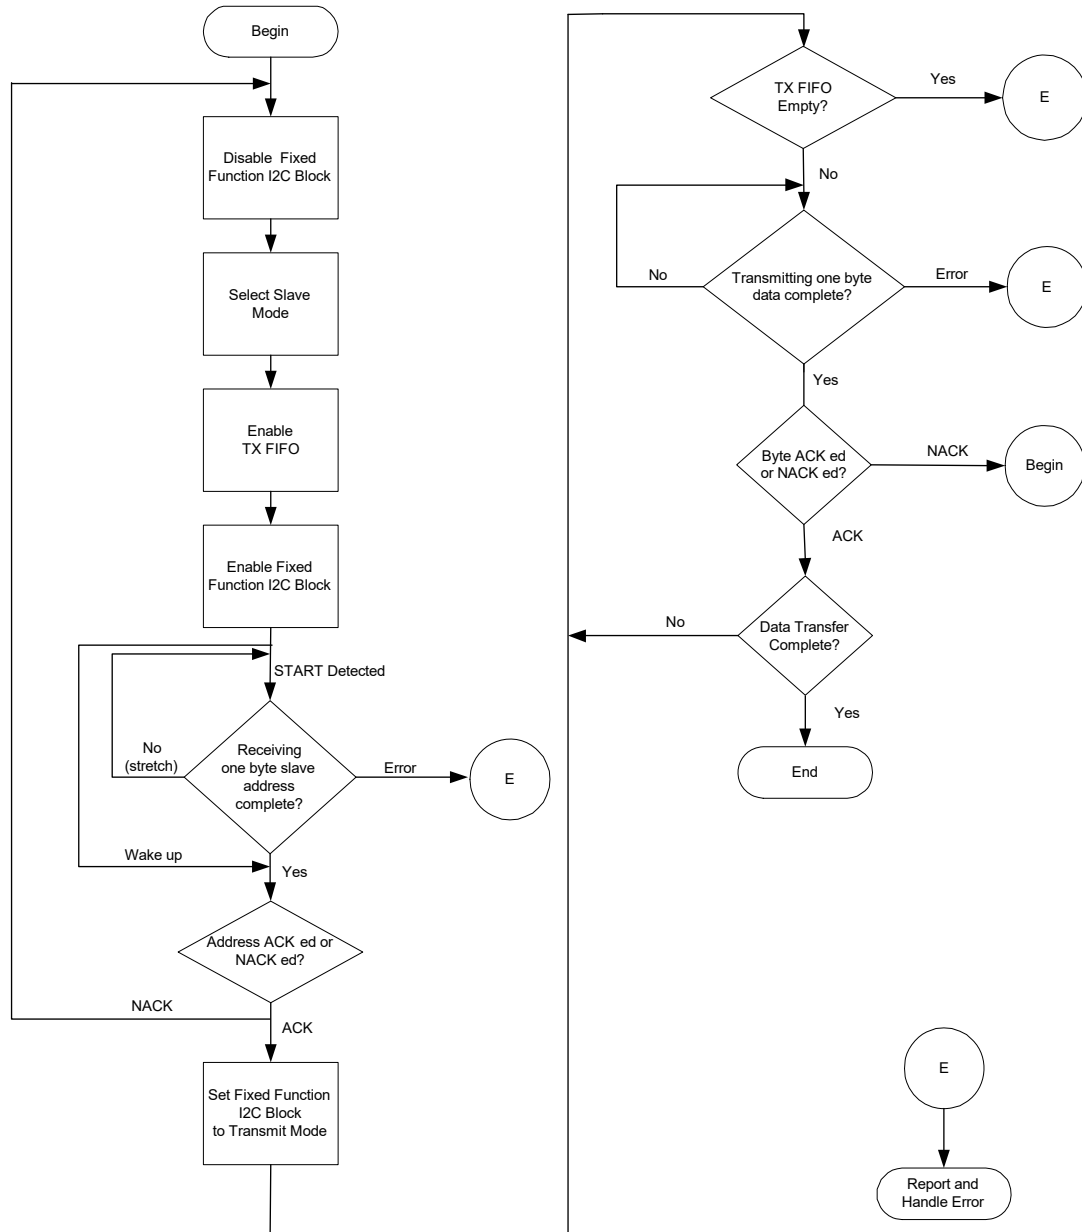 Begin
Disable Fixed
Function I2C Block
Select Slave
Mode
Enable
TX FIFO
Enable Fixed
Function I2C Block
START Detected
No
(stretch)
Receiving
one byte slave
address
complete?
Error
E
Wake up
Yes
Address ACK ed or
NACK ed?
NACK
ACK
Set Fixed Function
I2C Block
to Transmit Mode
TX FIFO
Empty?
Yes
E
No
No
Transmitting one byte
data complete?
Error
E
Yes
Byte ACK ed
or NACK ed?
NACK
Begin
ACK
No
Data Transfer
Complete?
Yes
End
E
Report and
Handle Error